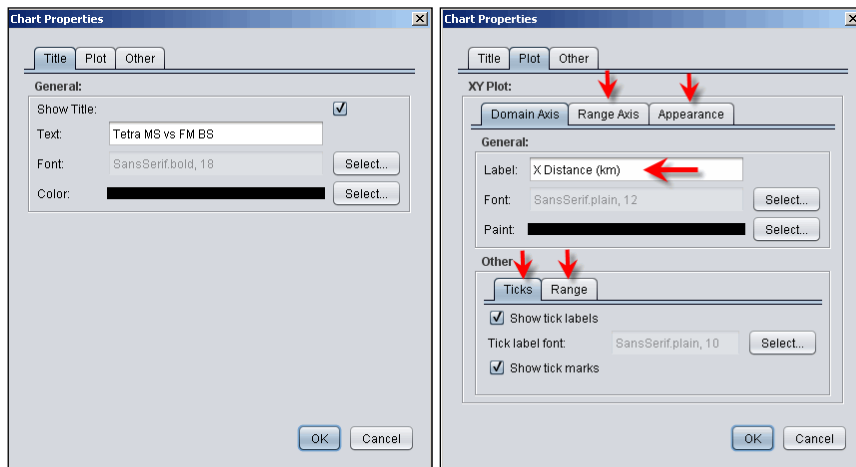 Chart Properties
Title Plot Other
General:
Show Title:
Text: Tetra MS vs FM BS
Font: SansSerif.bold, 18 Select...
Color: Select...
OK Cancel
Chart Properties
Title Plot Other
XY Plot:
Domain Axis Range Axis Appearance
General:
Label: X Distance (km)
Font: SansSerif.plain, 12 Select...
Paint: Select...
Other
Ticks Range
Show tick labels
Tick label font: SansSerif.plain, 10 Select...
Show tick marks
OK Cancel